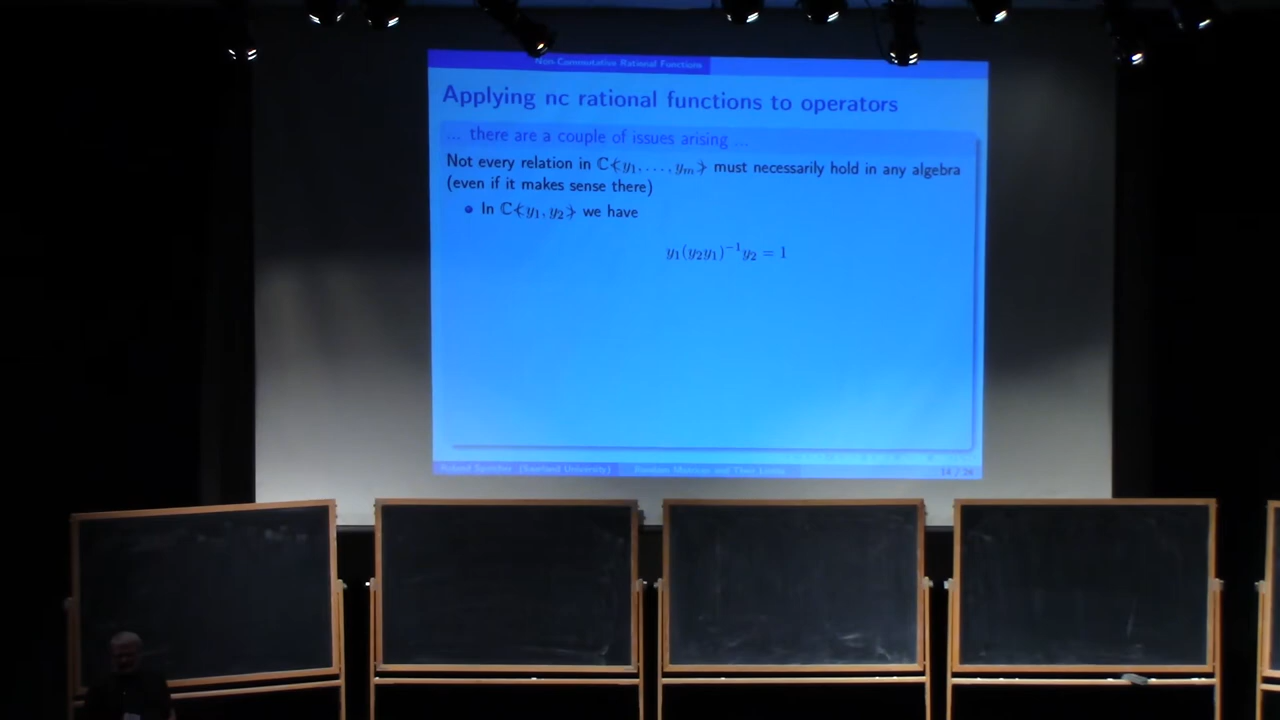 Non-Commutative Rational Functions
Applying nc rational functions to operators
... there are a couple of issues arising ...
Not every relation in ℂ⦓y₁, . . . , yₘ⦔ must necessarily hold in any algebra
(even if it makes sense there)
• In ℂ⦓y₁, y₂⦔ we have
y₁(y₂y₁)⁻¹y₂ = 1
Roland Speicher (Saarland University) Random Matrices and Their Limits 14 /